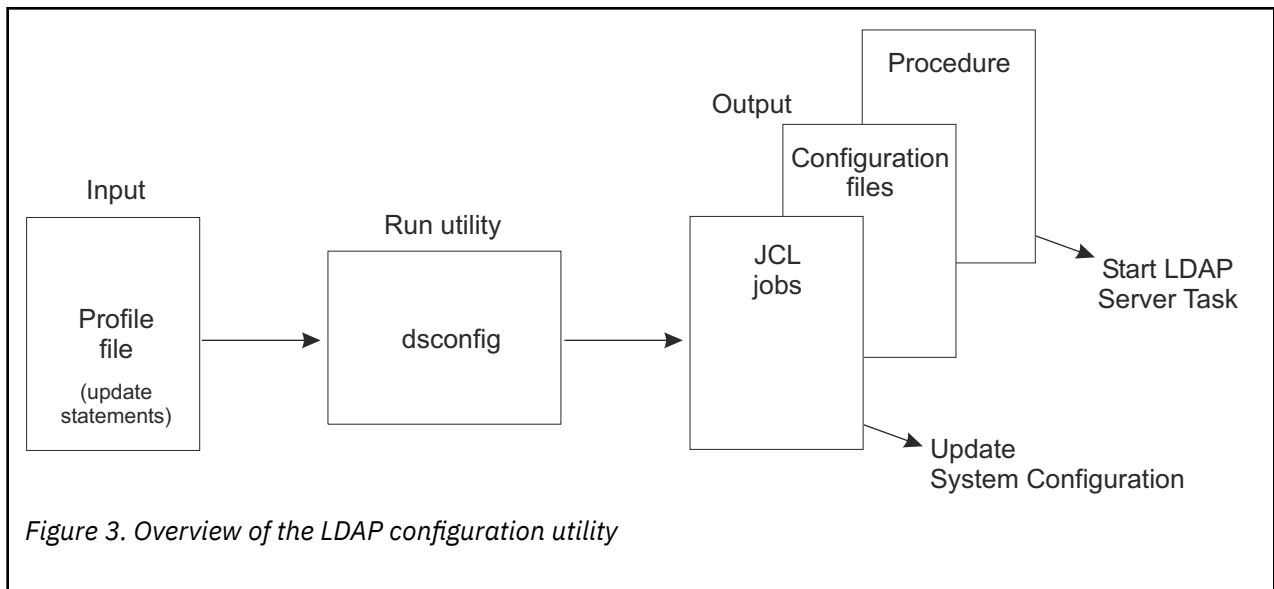 Input
Profile
file
(update
statements)
Run utility
dsconfig
Output
JCL
jobs
Configuration
files
Procedure
Start LDAP
Server Task
Update
System Configuration
Figure 3. Overview of the LDAP configuration utility